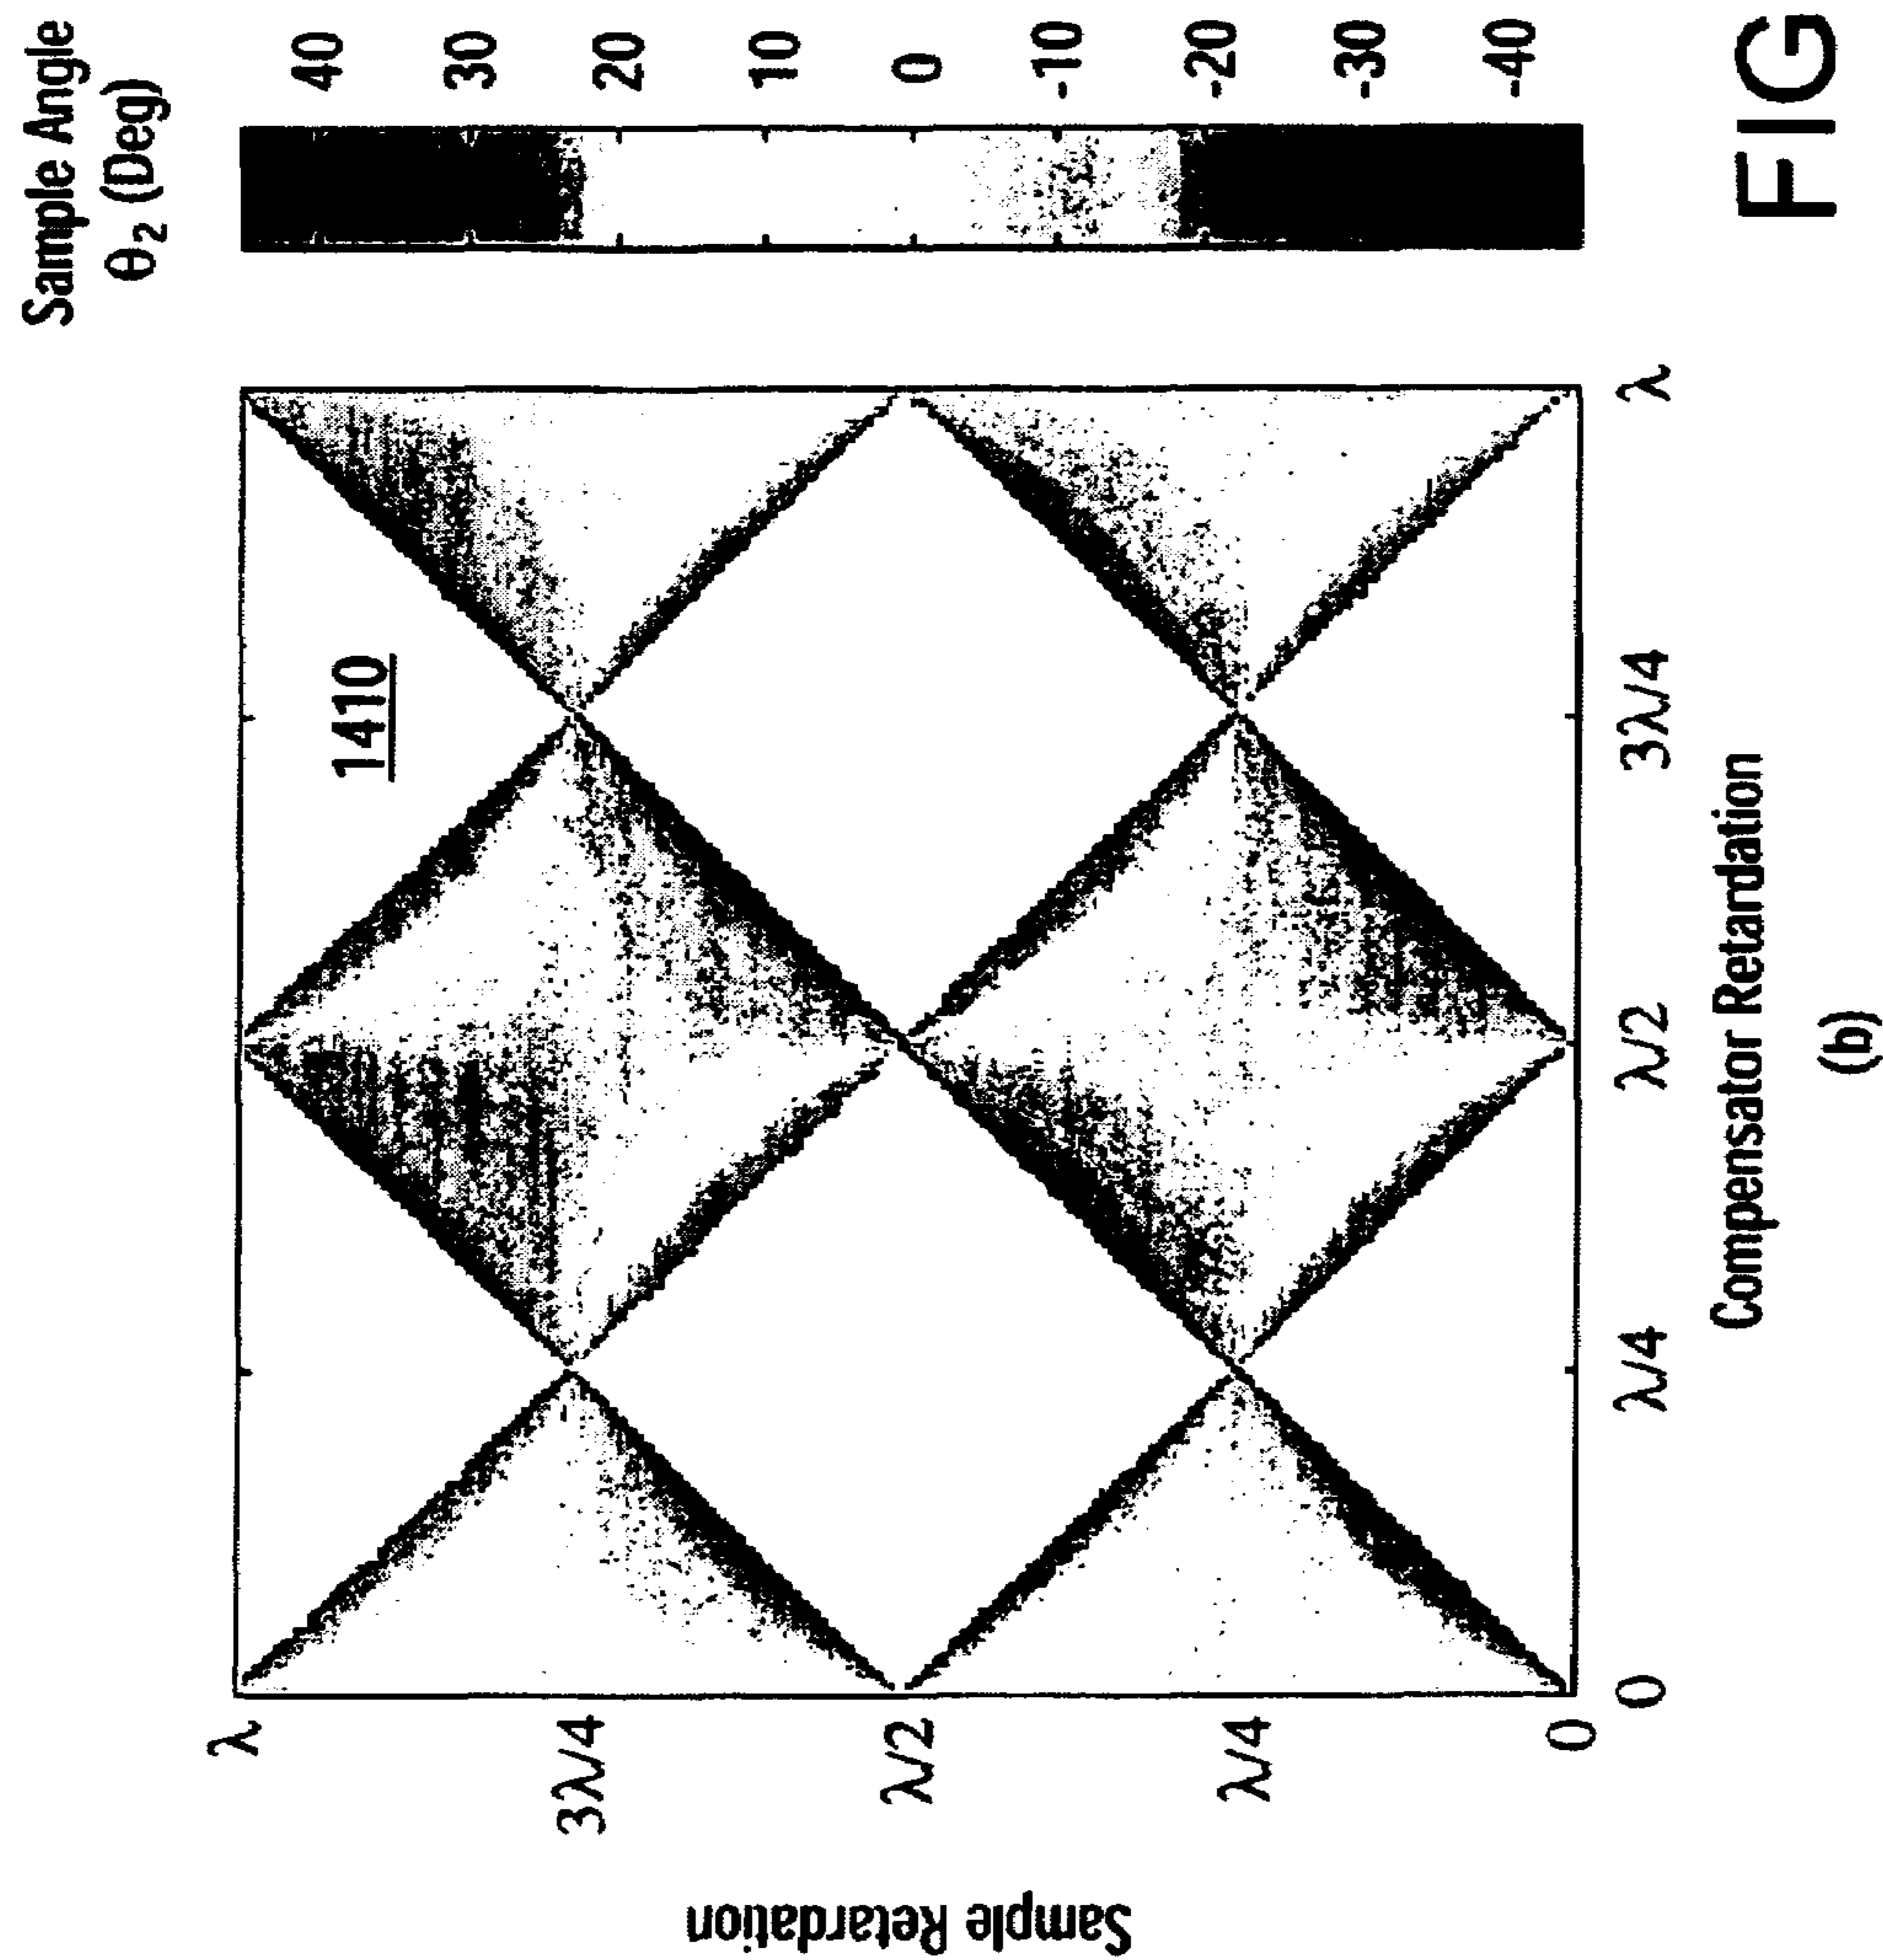 Sample Retardation
λ
3λ/4
λ/2
λ/4
0
1410
0
λ/4
λ/2
3λ/4
λ
Compensator Retardation
(b)
Sample Angle
θ₂ (Deg)
40
30
20
10
0
-10
-20
-30
-40
FIG